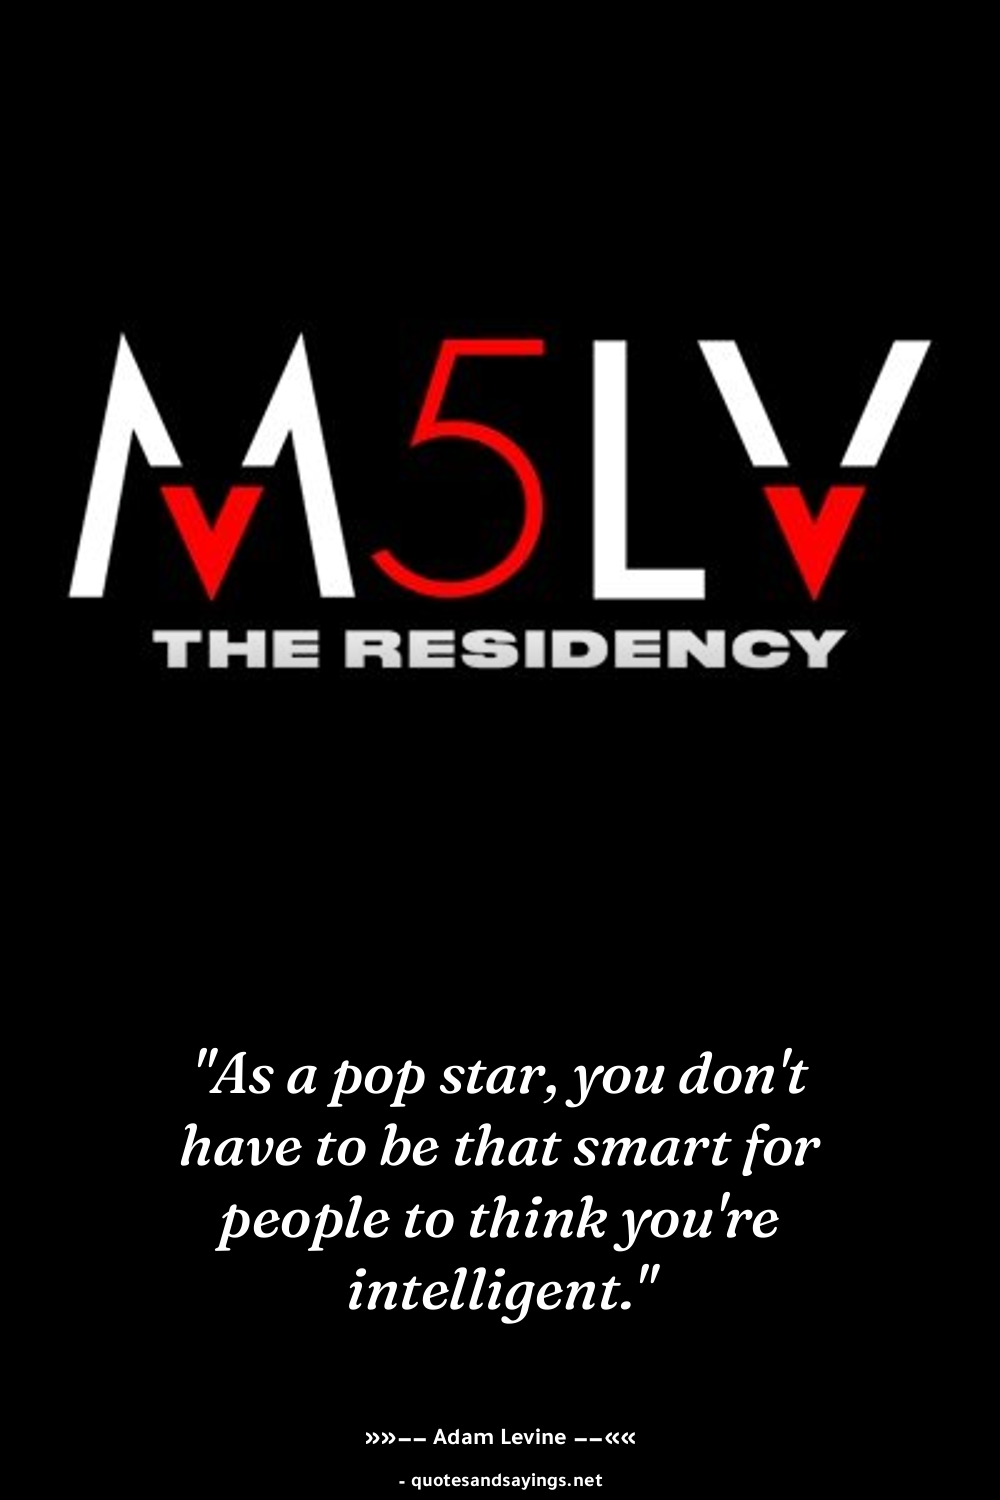 M5LV
THE RESIDENCY
"As a pop star, you don't
have to be that smart for
people to think you're
intelligent."
»»—— Adam Levine ——««
- quotesandsayings.net